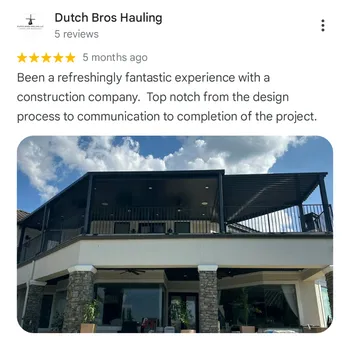 Dutch Bros Hauling
5 reviews
5 months ago
Been a refreshingly fantastic experience with a
construction company.  Top notch from the design
process to communication to completion of the project.